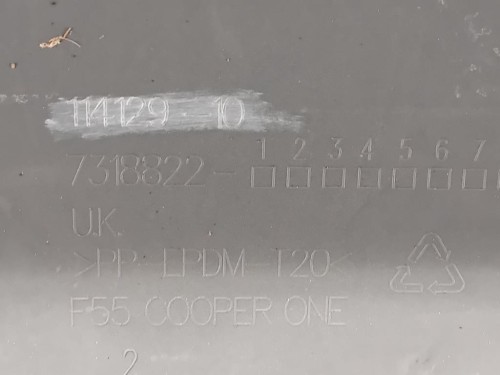 114129 10
1 2 3 4 5 6 7
7318822-
U.K.
>PP EPDM-T20<
F55 COOPER ONE
2